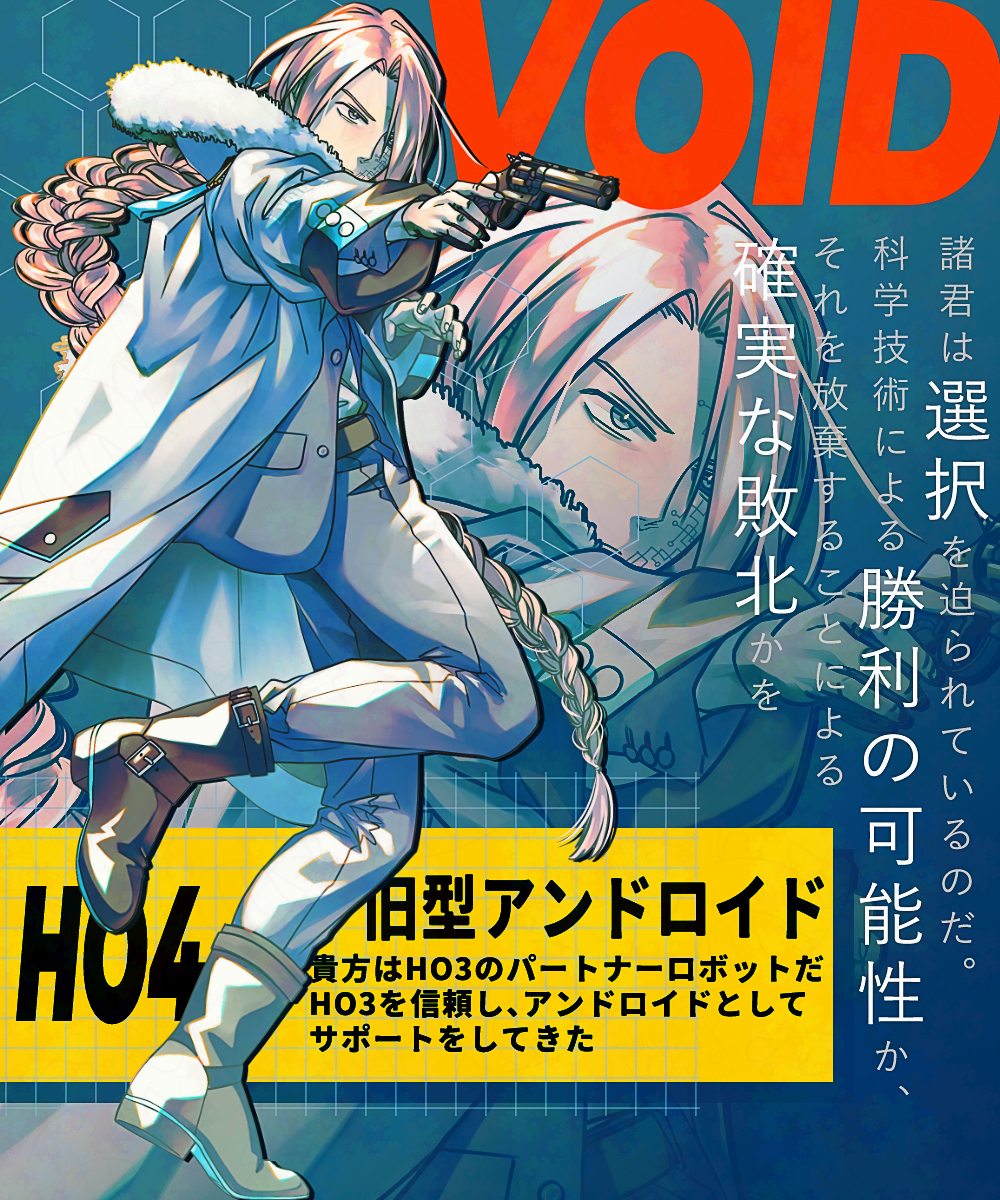 VOID
諸君は選択を迫られているのだ。
科学技術による勝利の可能性か、
それを放棄することによる
確実な敗北かを
HO4
旧型アンドロイド
貴方はHO3のパートナーロボットだ
HO3を信頼し、アンドロイドとして
サポートをしてきた